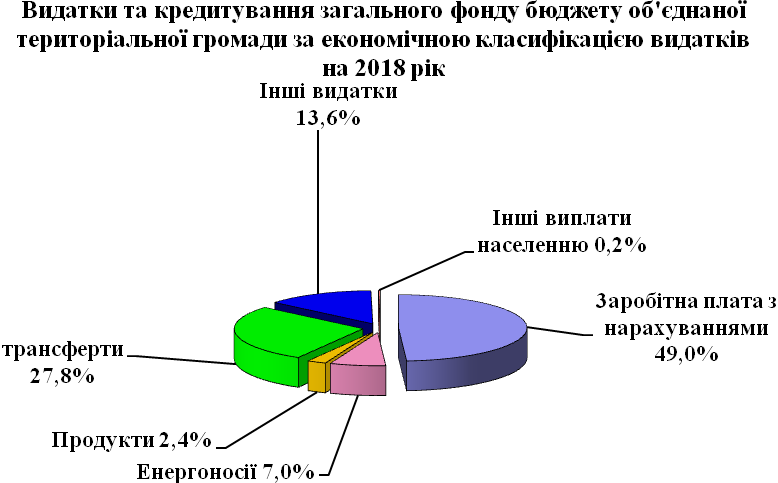 Видатки та кредитування загального фонду бюджету об'єднаної
територіальної громади за економічною класифікацією видатків
на 2018 рік
Інші видатки
13,6%
Інші виплати
населенню 0,2%
Заробітна плата з
нарахуваннями
49,0%
трансферти
27,8%
Продукти 2,4%
Енергоносії 7,0%